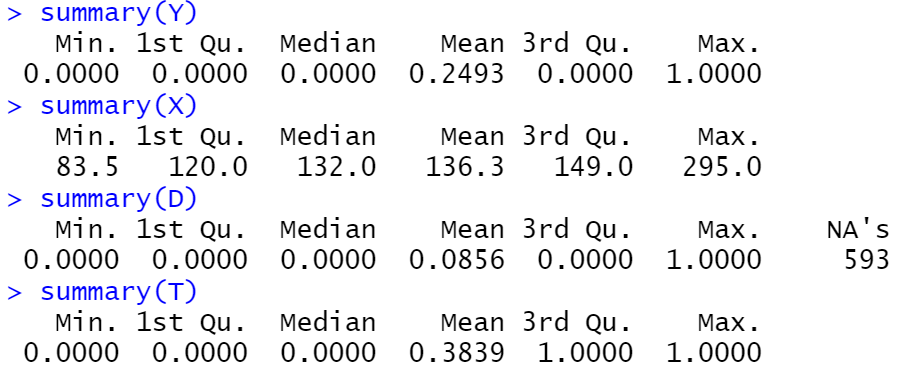 > summary(Y)
   Min. 1st Qu.  Median    Mean 3rd Qu.    Max.
 0.0000  0.0000  0.0000  0.2493  0.0000  1.0000
> summary(X)
   Min. 1st Qu.  Median    Mean 3rd Qu.    Max.
   83.5   120.0   132.0   136.3   149.0   295.0
> summary(D)
   Min. 1st Qu.  Median    Mean 3rd Qu.    Max.    NA's
 0.0000  0.0000  0.0000  0.0856  0.0000  1.0000     593
> summary(T)
   Min. 1st Qu.  Median    Mean 3rd Qu.    Max.
 0.0000  0.0000  0.0000  0.3839  1.0000  1.0000